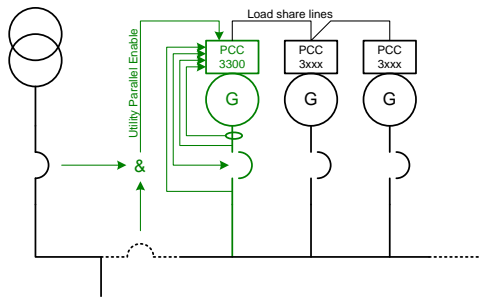 Load share lines
Utility Parallel Enable
PCC
3300
PCC
3xxx
PCC
3xxx
G
G
G
&